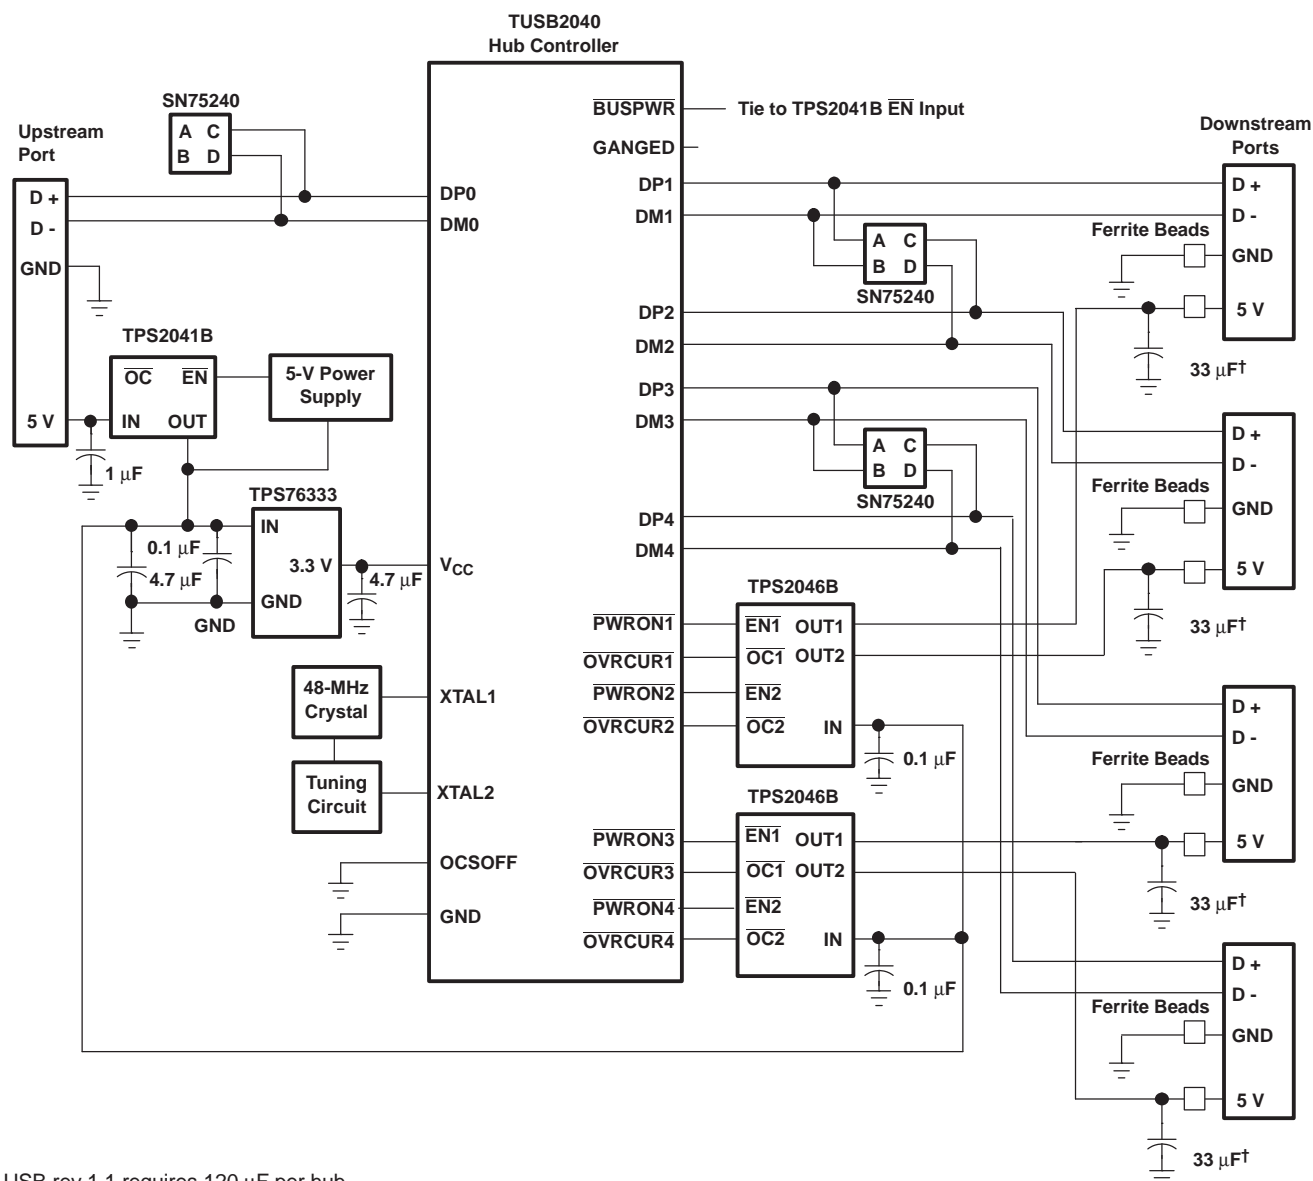 TUSB2040
Hub Controller
SN75240
A C
B D
Upstream
Port
D +
D -
GND
5 V
BUSPWR
Tie to TPS2041B EN Input
GANGED
DP0
DM0
DP1
DM1
A C
B D
SN75240
DP2
DM2
DP3
DM3
A C
B D
SN75240
DP4
DM4
TPS2041B
OC EN
IN OUT
5-V Power
Supply
1 μF
TPS76333
IN
3.3 V
GND
0.1 μF
4.7 μF
GND
4.7 μF
VCC
48-MHz
Crystal
XTAL1
Tuning
Circuit
XTAL2
OCSOFF
GND
TPS2046B
PWRON1
EN1 OUT1
OVRCUR1
OC1 OUT2
PWRON2
EN2
OVRCUR2
OC2 IN
0.1 μF
TPS2046B
PWRON3
EN1 OUT1
OVRCUR3
OC1 OUT2
PWRON4
EN2
OVRCUR4
OC2 IN
0.1 μF
Downstream
Ports
D +
D -
Ferrite Beads
GND
5 V
33 μF†
D +
D -
Ferrite Beads
GND
5 V
33 μF†
D +
D -
Ferrite Beads
GND
5 V
33 μF†
D +
D -
Ferrite Beads
GND
5 V
33 μF†